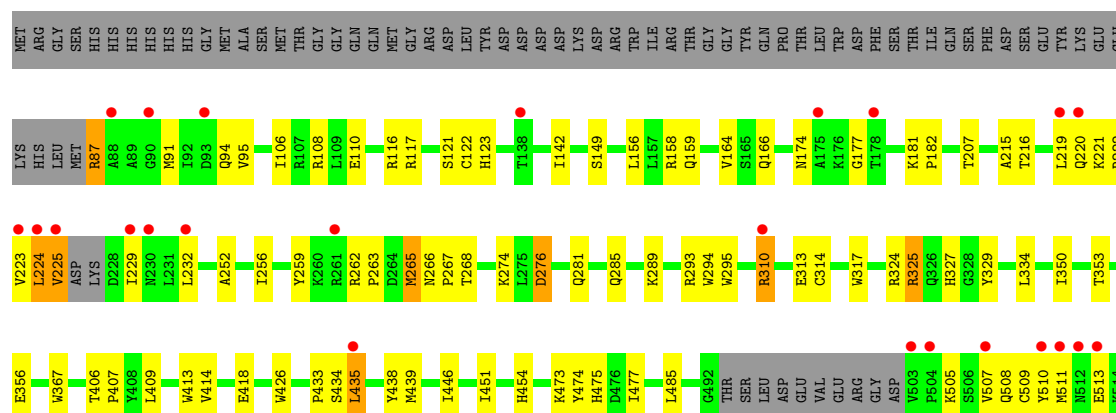 MET ARG GLY SER HIS HIS HIS HIS HIS HIS GLY MET ALA SER MET THR GLY GLY GLN GLN MET GLY ARG ASP LEU TYR ASP ASP ASP ASP LYS ASP ARG TRP ILE ARG THR GLY GLY TYR GLN PRO THR LEU TRP ASP PHE SER THR ILE GLN SER PHE ASP SER GLU TYR LYS GLU
LYS HIS LEU MET R87 A88 A89 G90 M91 I92 D93 Q94 V95 I106 R107 R108 L109 E110 R116 R117 S121 C122 H123 T138 I142 S149 L156 L157 R158 Q159 V164 S165 Q166 N174 A175 K176 G177 T178 K181 P182 T207 A215 T216 L219 Q220 K221
V223 L224 V225 ASP LYS D228 I229 N230 L231 L232 A252 I256 Y259 K260 R261 R262 P263 D264 M265 N266 P267 T268 K274 L275 D276 Q281 Q285 K289 R293 W294 W295 R310 E313 C314 W317 R324 R325 Q326 H327 G328 Y329 L334 I350 T353
E356 W367 T406 P407 Y408 L409 W413 V414 E418 W426 P433 S434 L435 Y438 M439 I446 I451 H454 K473 Y474 H475 D476 I477 L485 G492 THR SER LEU ASP GLU VAL GLU ARG GLY ASP V503 P504 K505 S506 V507 Q508 C509 Y510 M511 N512 E513